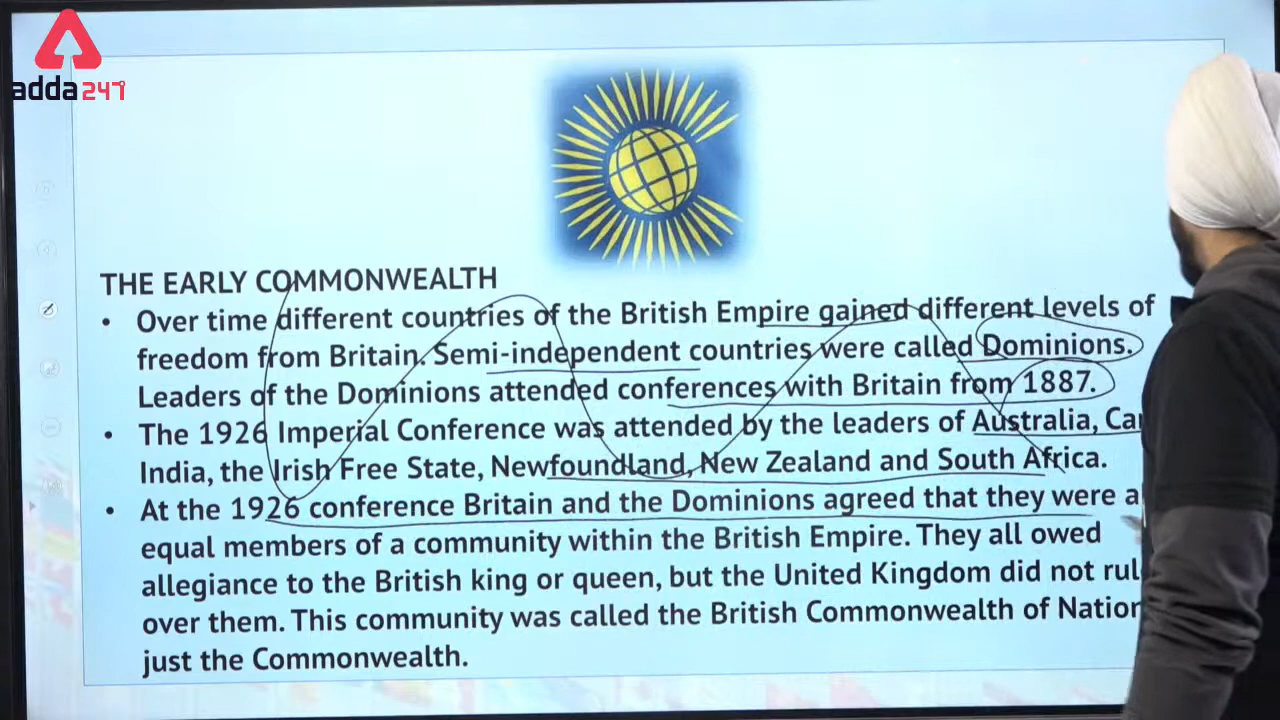 adda 247
THE EARLY COMMONWEALTH
• Over time different countries of the British Empire gained different levels of
freedom from Britain. Semi-independent countries were called Dominions.
Leaders of the Dominions attended conferences with Britain from 1887.
• The 1926 Imperial Conference was attended by the leaders of Australia,
India, the Irish Free State, Newfoundland, New Zealand and South Africa.
• At the 1926 conference Britain and the Dominions agreed that they were
equal members of a community within the British Empire. They all owed
allegiance to the British king or queen, but the United Kingdom did not
over them. This community was called the British Commonwealth of
just the Commonwealth.